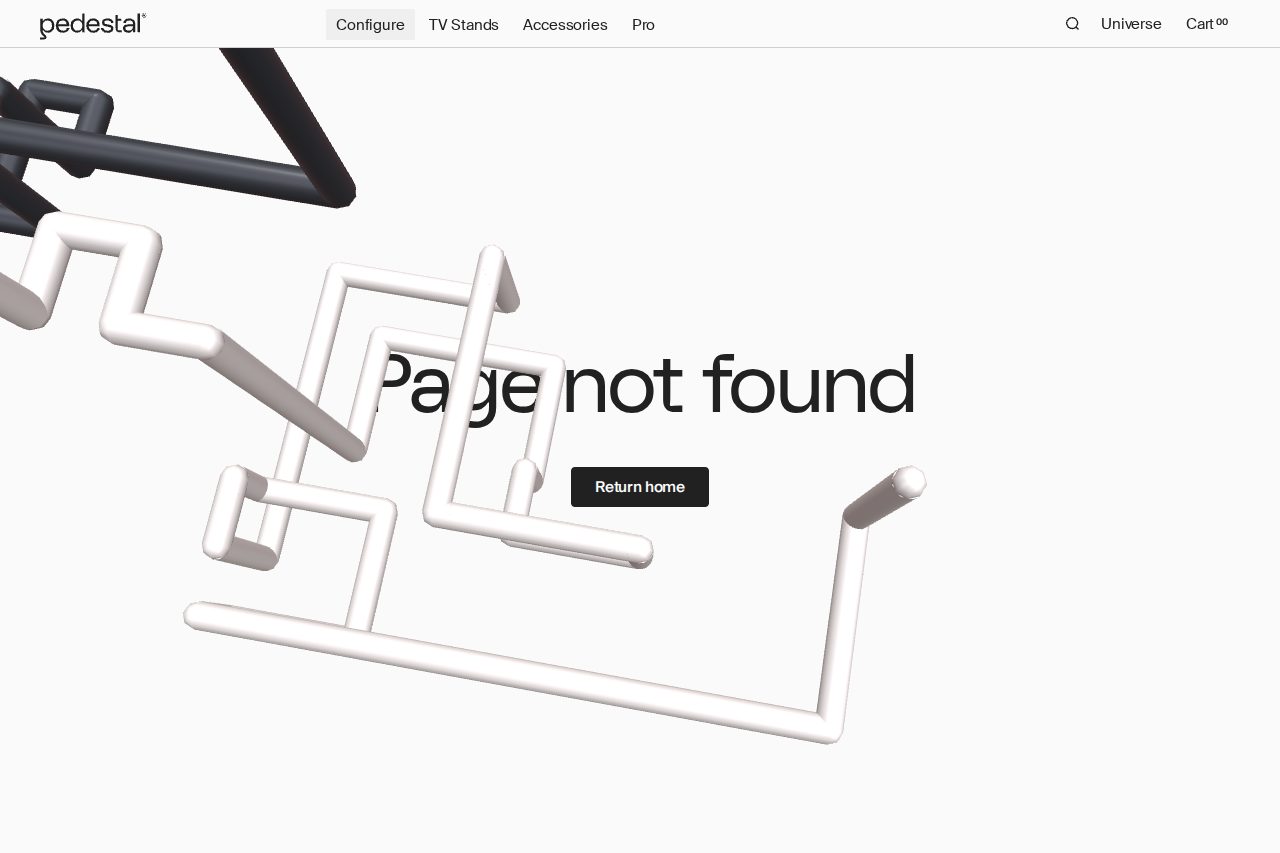 pedestal®
Configure TV Stands Accessories Pro
Universe Cart 00
Page not found
Return home